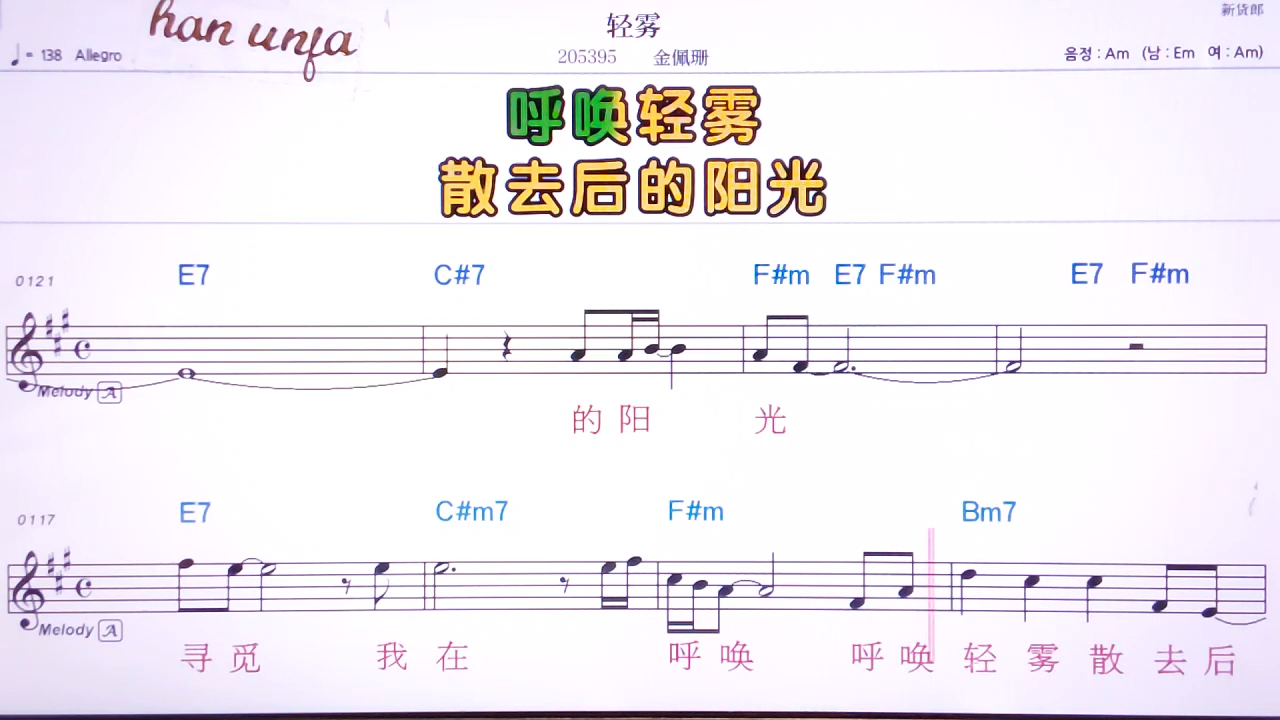 han unfa
轻雾
新货郎
♩= 138 Allegro
205395 金佩珊
음정 : Am (남 : Em 여 : Am)
呼唤轻雾
散去后的阳光
0121 E7 C#7 F#m E7 F#m E7 F#m
Melody A
的 阳 光
0117 E7 C#m7 F#m Bm7
Melody A
寻 觅 我 在 呼 唤 呼 唤 轻 雾 散 去 后